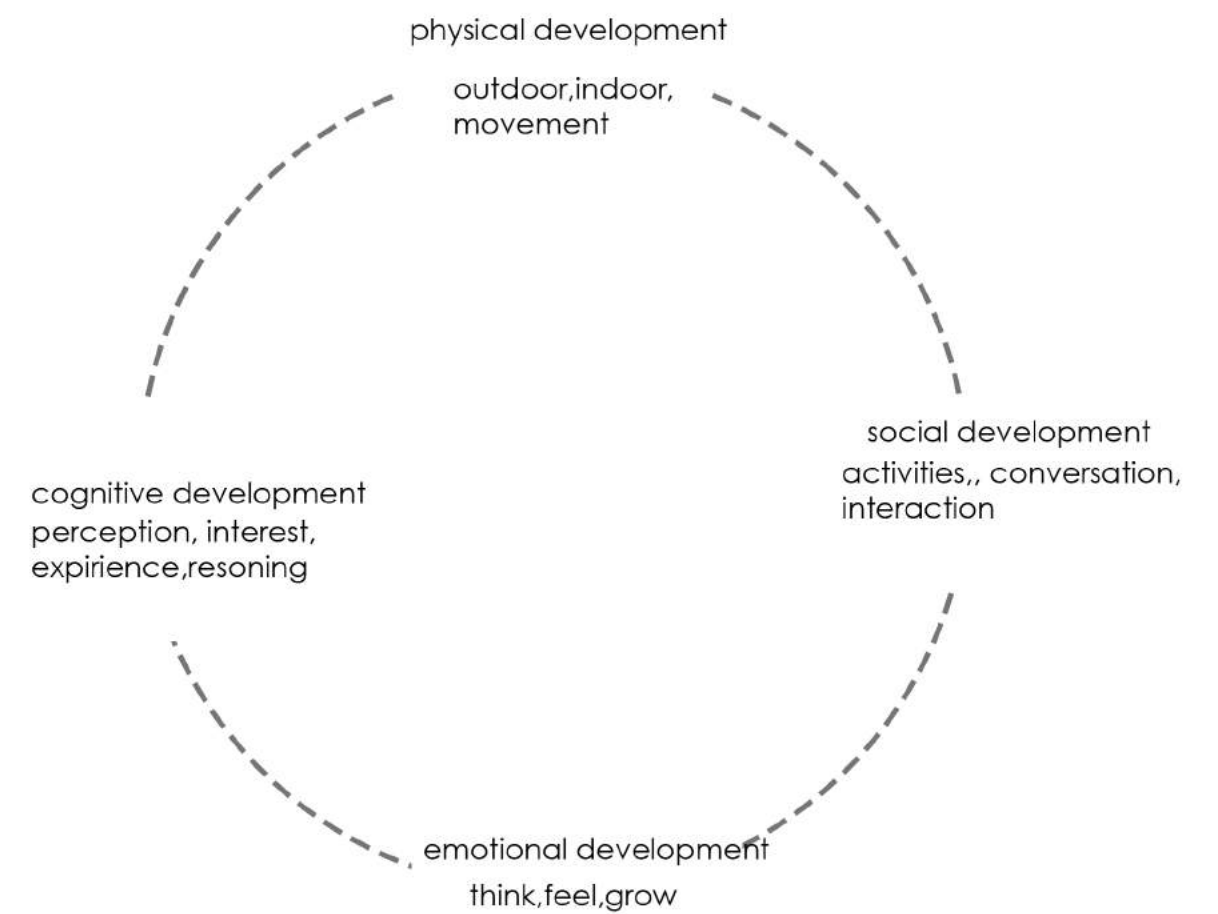 physical development
outdoor,indoor,
movement
social development
activities,, conversation,
interaction
cognitive development
perception, interest,
expirience,resoning
emotional development
think,feel,grow